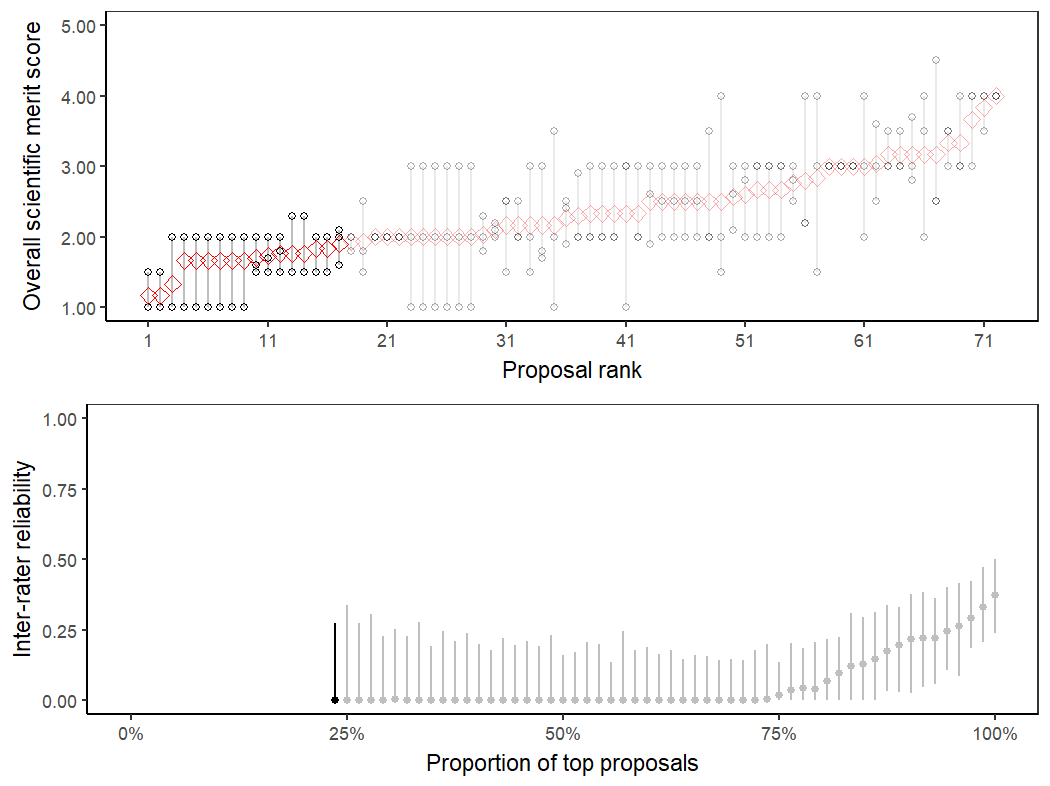 Overall scientific merit score
5.00
4.00
3.00
2.00
1.00
1 11 21 31 41 51 61 71
Proposal rank
Inter-rater reliability
1.00
0.75
0.50
0.25
0.00
0% 25% 50% 75% 100%
Proportion of top proposals